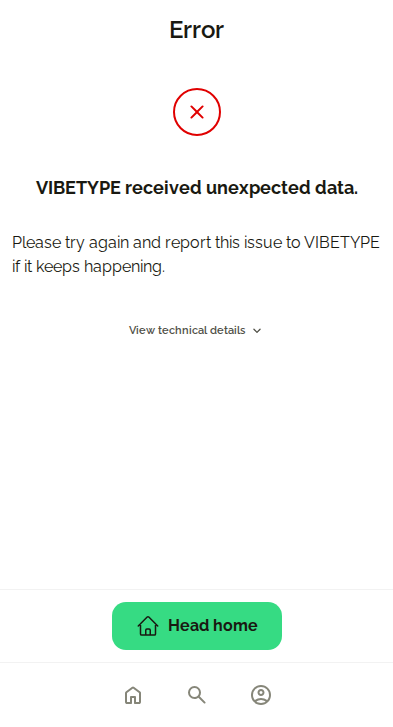 Error
VIBETYPE received unexpected data.
Please try again and report this issue to VIBETYPE
if it keeps happening.
View technical details
Head home